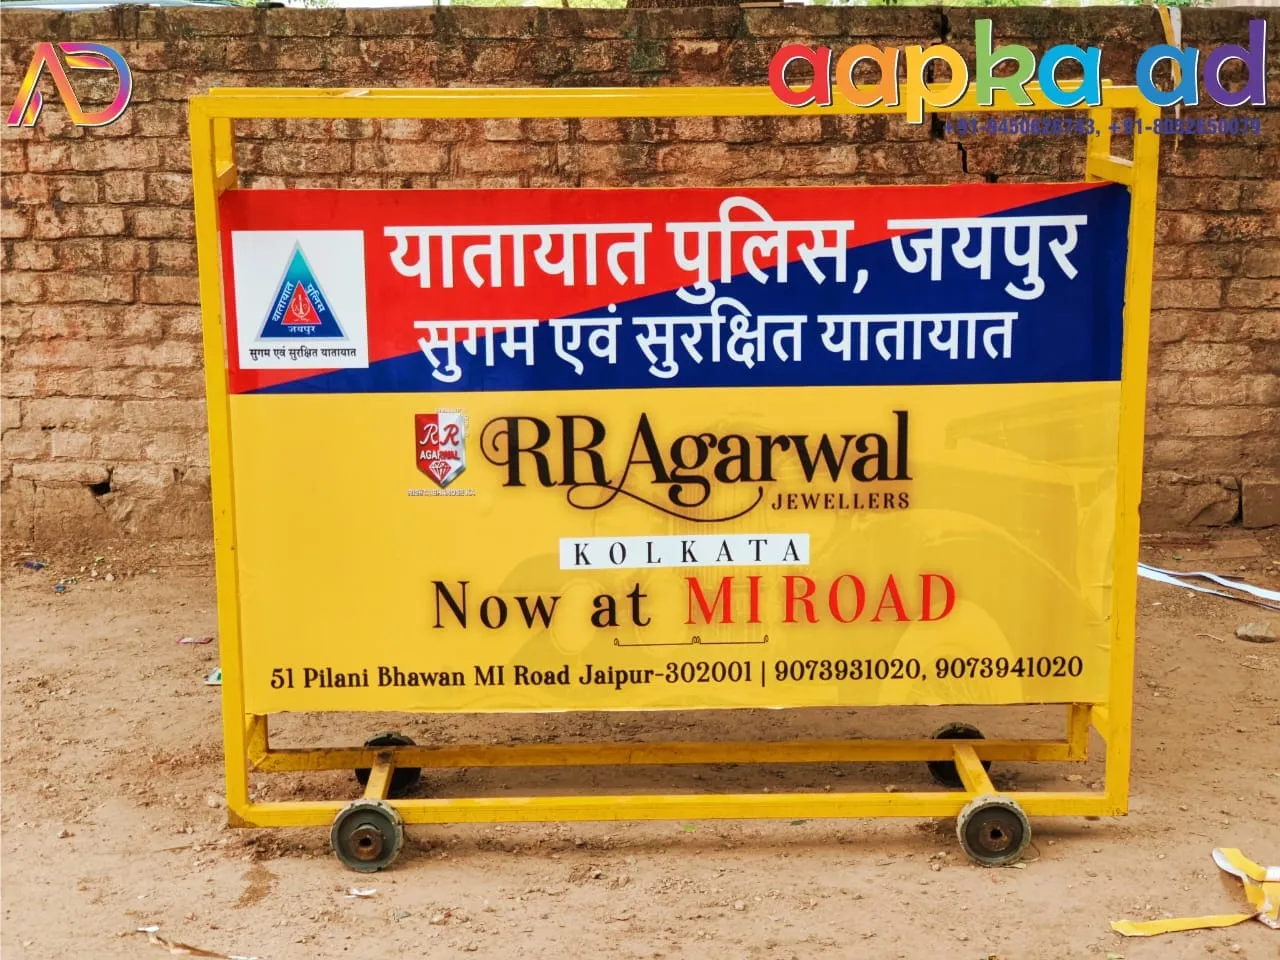 aapka ad
यातायात पुलिस, जयपुर
सुगम एवं सुरक्षित यातायात
यातायात पुलिस
जयपुर
सुगम एवं सुरक्षित यातायात
RR
AGARWAL
RR Agarwal
JEWELLERS
KOLKATA
Now at MI ROAD
51 Pilani Bhawan MI Road Jaipur-302001 | 9073931020, 9073941020